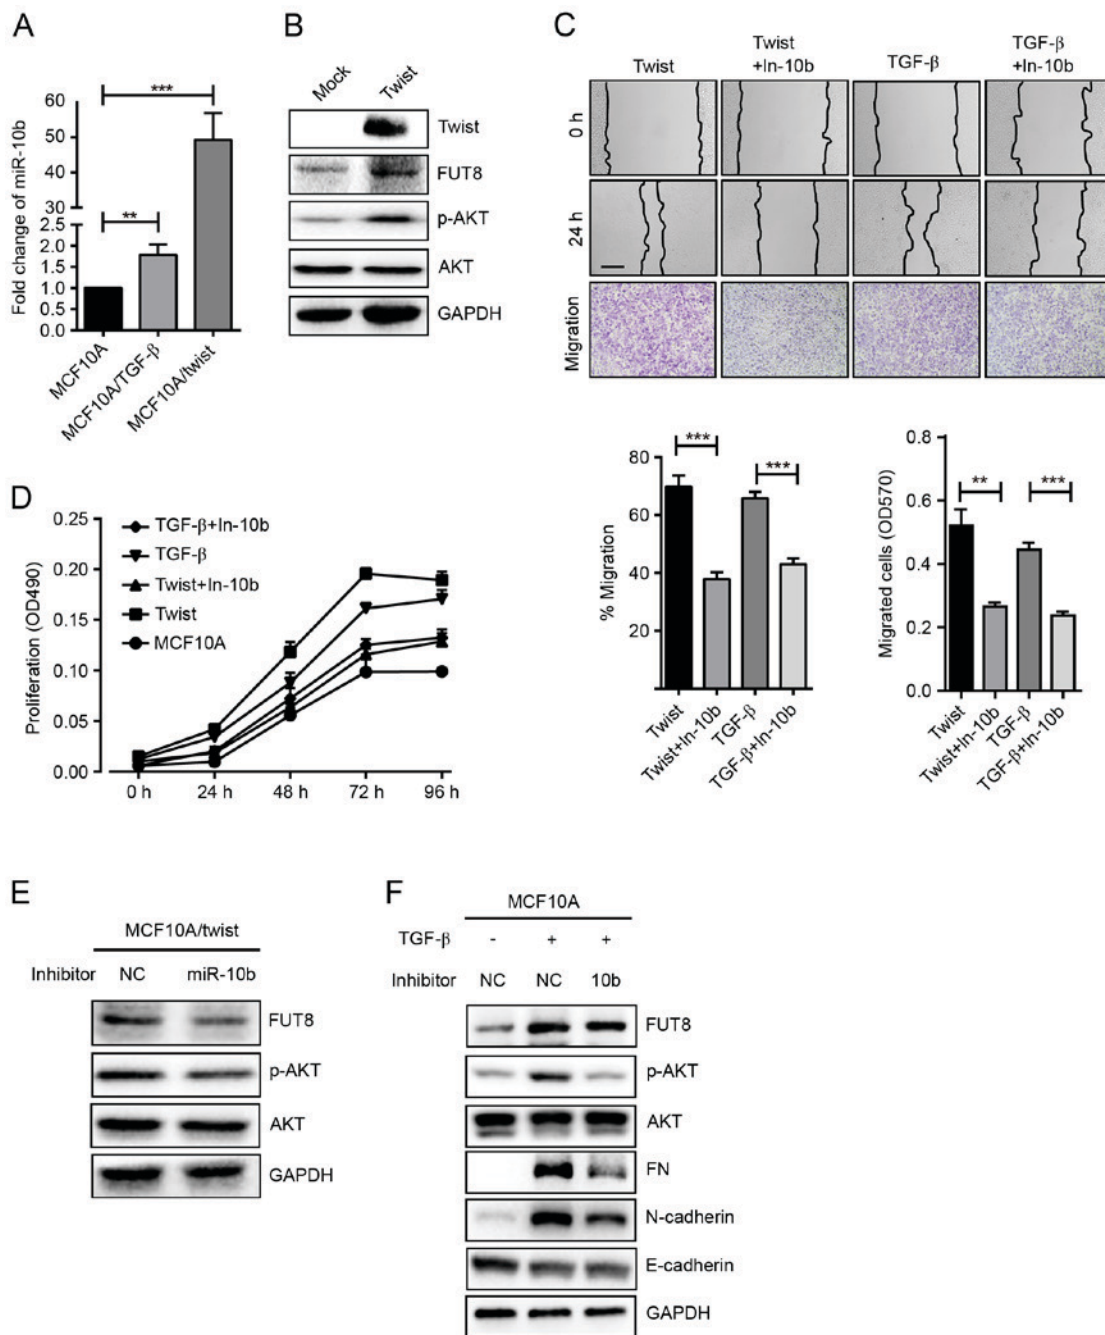 A
Fold change of miR-10b
60
50
40
30
20
10
2.0
1.5
1.0
0.5
0.0
***
**
MCF10A
MCF10A/TGF-β
MCF10A/twist
B
Mock Twist
Twist
FUT8
p-AKT
AKT
GAPDH
C
Twist
Twist
+In-10b
TGF-β
TGF-β
+In-10b
0 h
24 h
Migration
% Migration
80
60
40
20
***
***
Twist
Twist+In-10b
TGF-β
TGF-β+In-10b
Migrated cells (OD570)
0.8
0.6
0.4
0.2
0.0
**
***
Twist
Twist+In-10b
TGF-β
TGF-β+In-10b
D
Proliferation (OD490)
0.25
0.20
0.15
0.10
0.05
0.00
TGF-β+In-10b
TGF-β
Twist+In-10b
Twist
MCF10A
0 h 24 h 48 h 72 h 96 h
E
MCF10A/twist
Inhibitor NC miR-10b
FUT8
p-AKT
AKT
GAPDH
F
MCF10A
TGF-β - + +
Inhibitor NC NC 10b
FUT8
p-AKT
AKT
FN
N-cadherin
E-cadherin
GAPDH